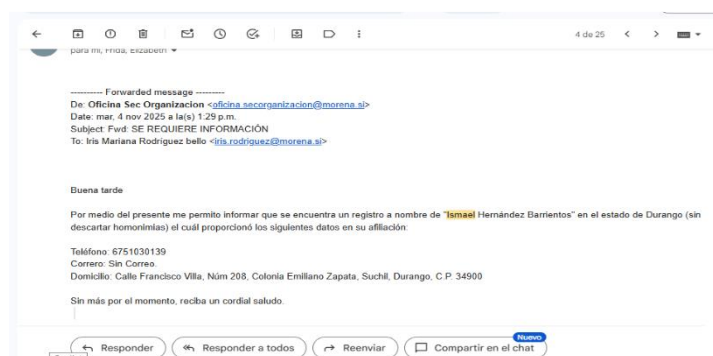 4 de 25
para mí, Frida, Elizabeth
---------- Forwarded message ---------
De: Oficina Sec Organizacion <oficina.secorganizacion@morena.si>
Date: mar, 4 nov 2025 a la(s) 1:29 p.m.
Subject: Fwd: SE REQUIERE INFORMACIÓN
To: Iris Mariana Rodríguez bello <iris.rodriguez@morena.si>
Buena tarde
Por medio del presente me permito informar que se encuentra un registro a nombre de "Ismael Hernández Barrientos" en el estado de Durango (sin
descartar homonimias) el cuál proporcionó los siguientes datos en su afiliación:
Teléfono: 6751030139
Correro: Sin Correo.
Domicilio: Calle Francisco Villa, Núm 208, Colonia Emiliano Zapata, Suchil, Durango, C.P. 34900
Sin más por el momento, reciba un cordial saludo.
Nuevo
Responder Responder a todos Reenviar Compartir en el chat